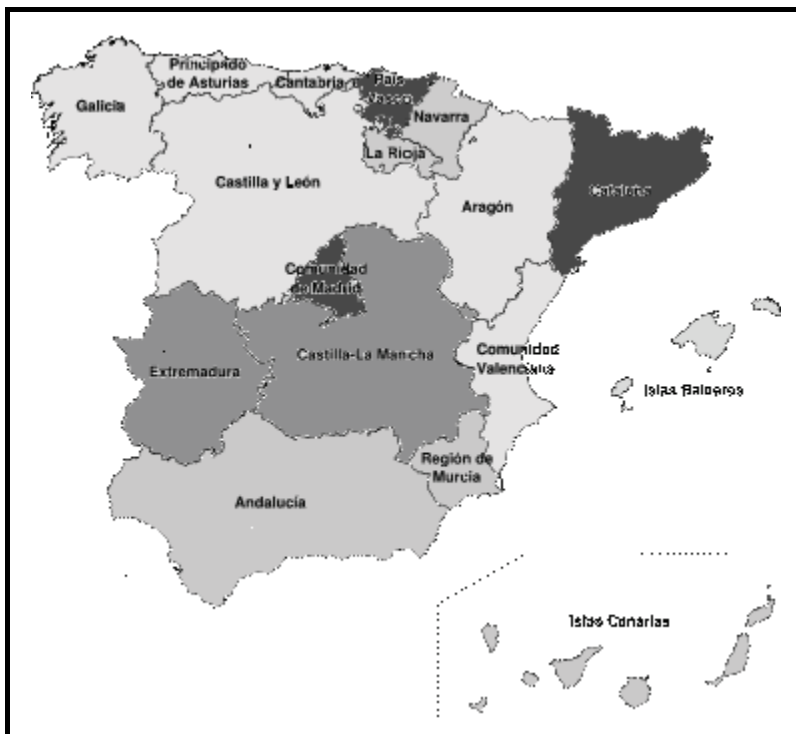 Principado
de Asturias
Cantabria
País
Vasco
Galicia
Navarra
La Rioja
Castilla y León
Aragón
Cataluña
Comunidad
de Madrid
Extremadura
Castilla-La Mancha
Comunidad
Valenciana
Islas Baleares
Región de
Murcia
Andalucía
Islas Canarias